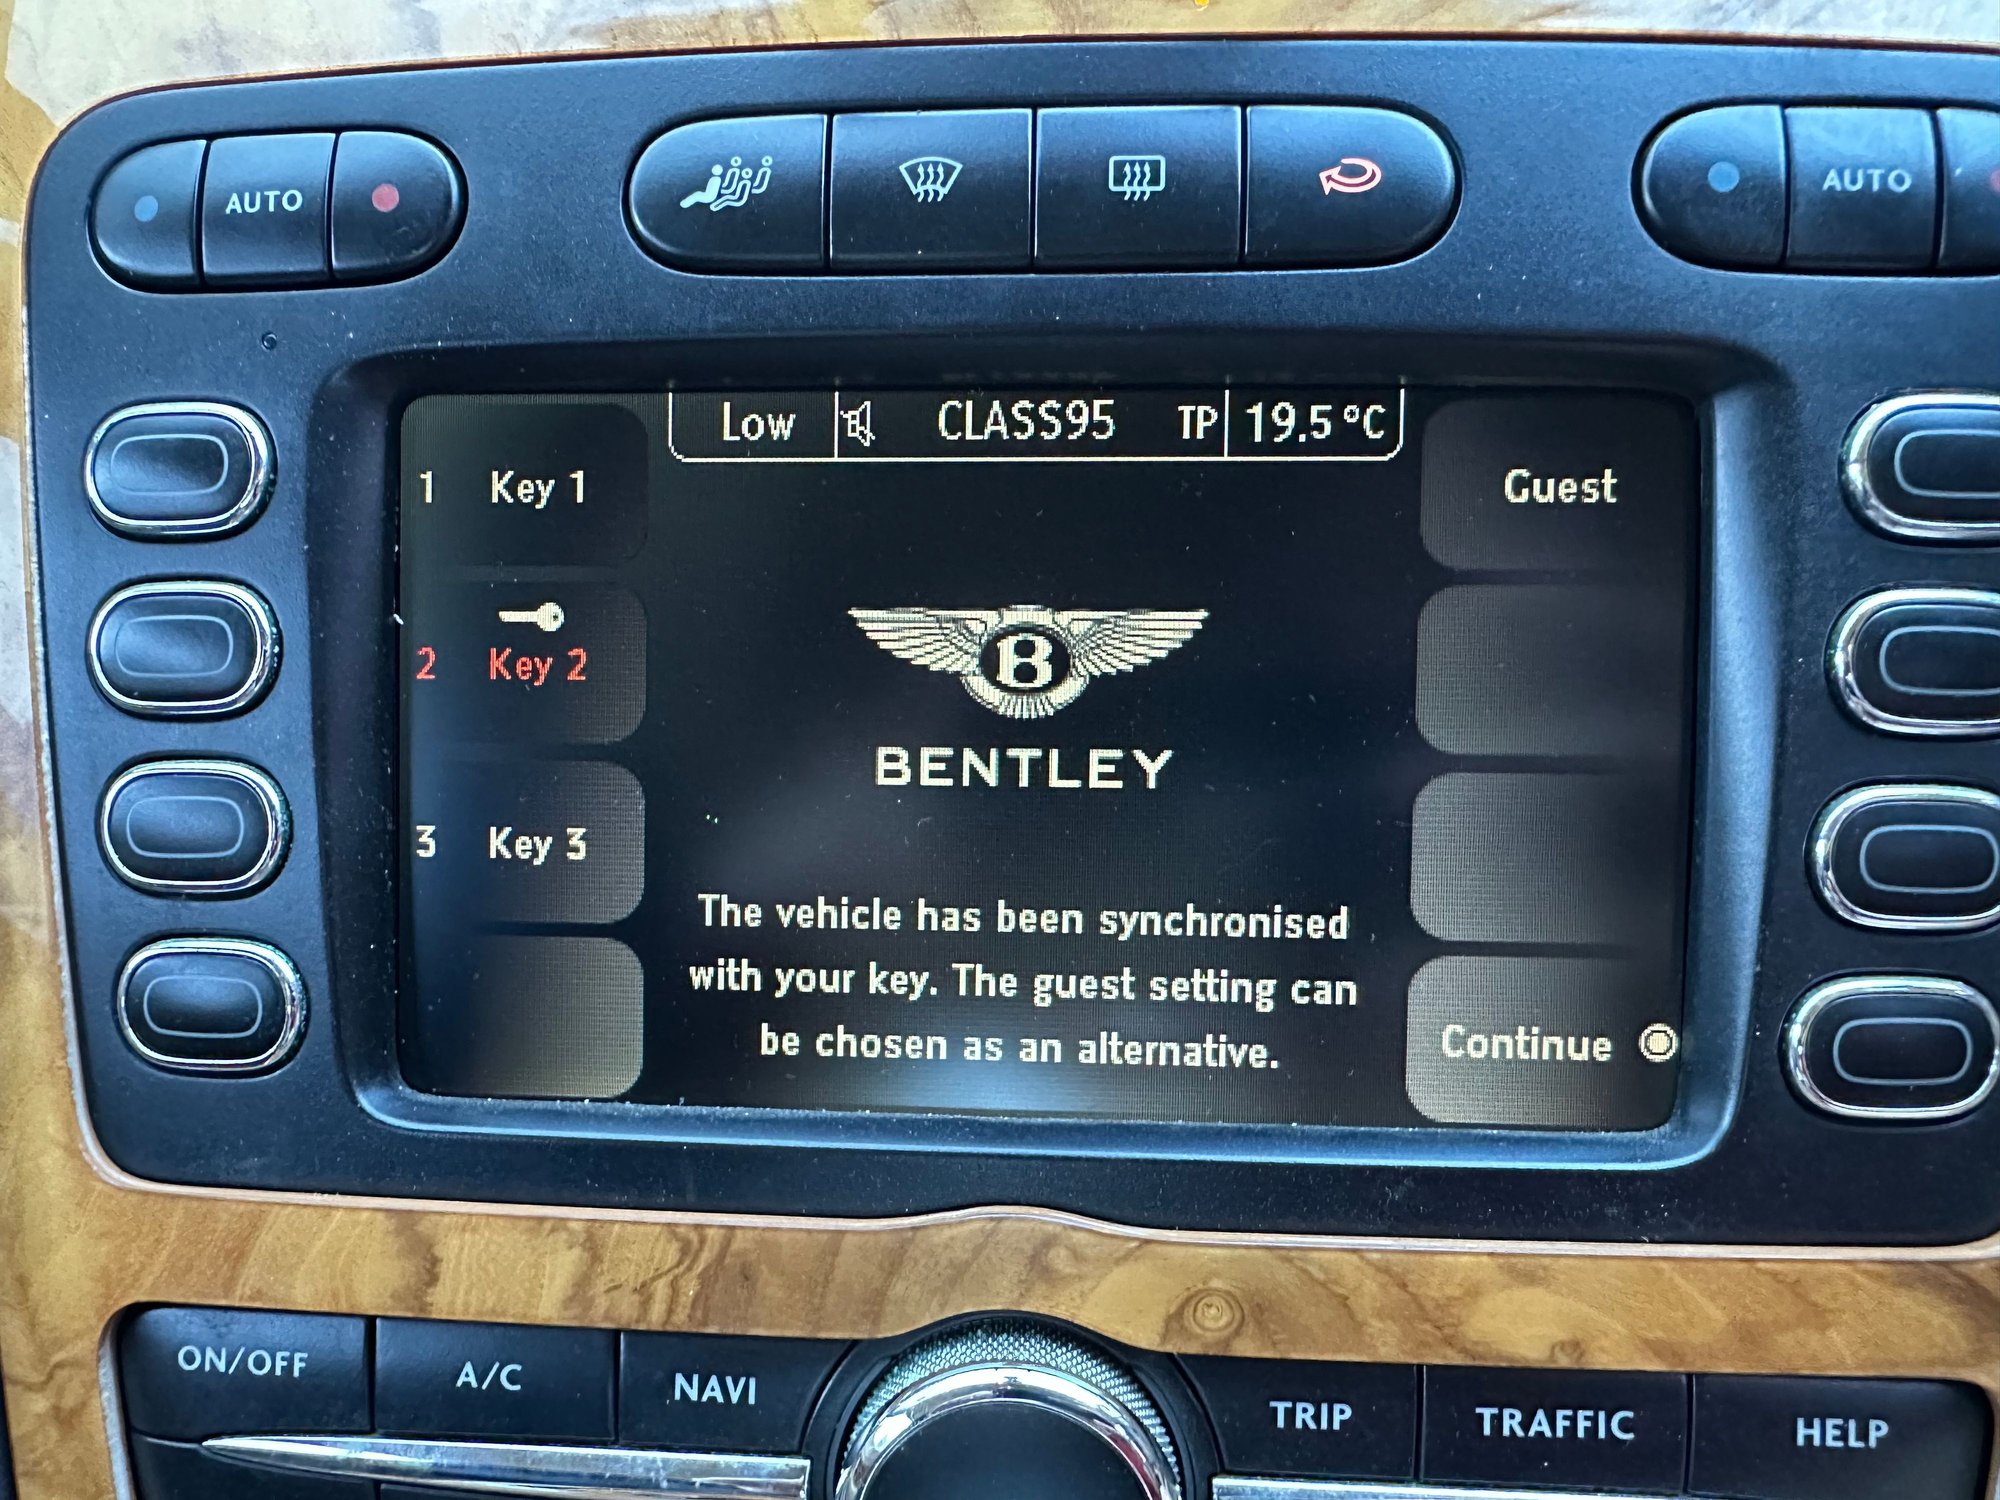 AUTO
AUTO
Low CLASS95 TP 19.5 °C
1 Key 1
Guest
2 Key 2
B
BENTLEY
3 Key 3
The vehicle has been synchronised
with your key. The guest setting can
be chosen as an alternative.
Continue
ON/OFF
A/C
NAVI
TRIP
TRAFFIC
HELP